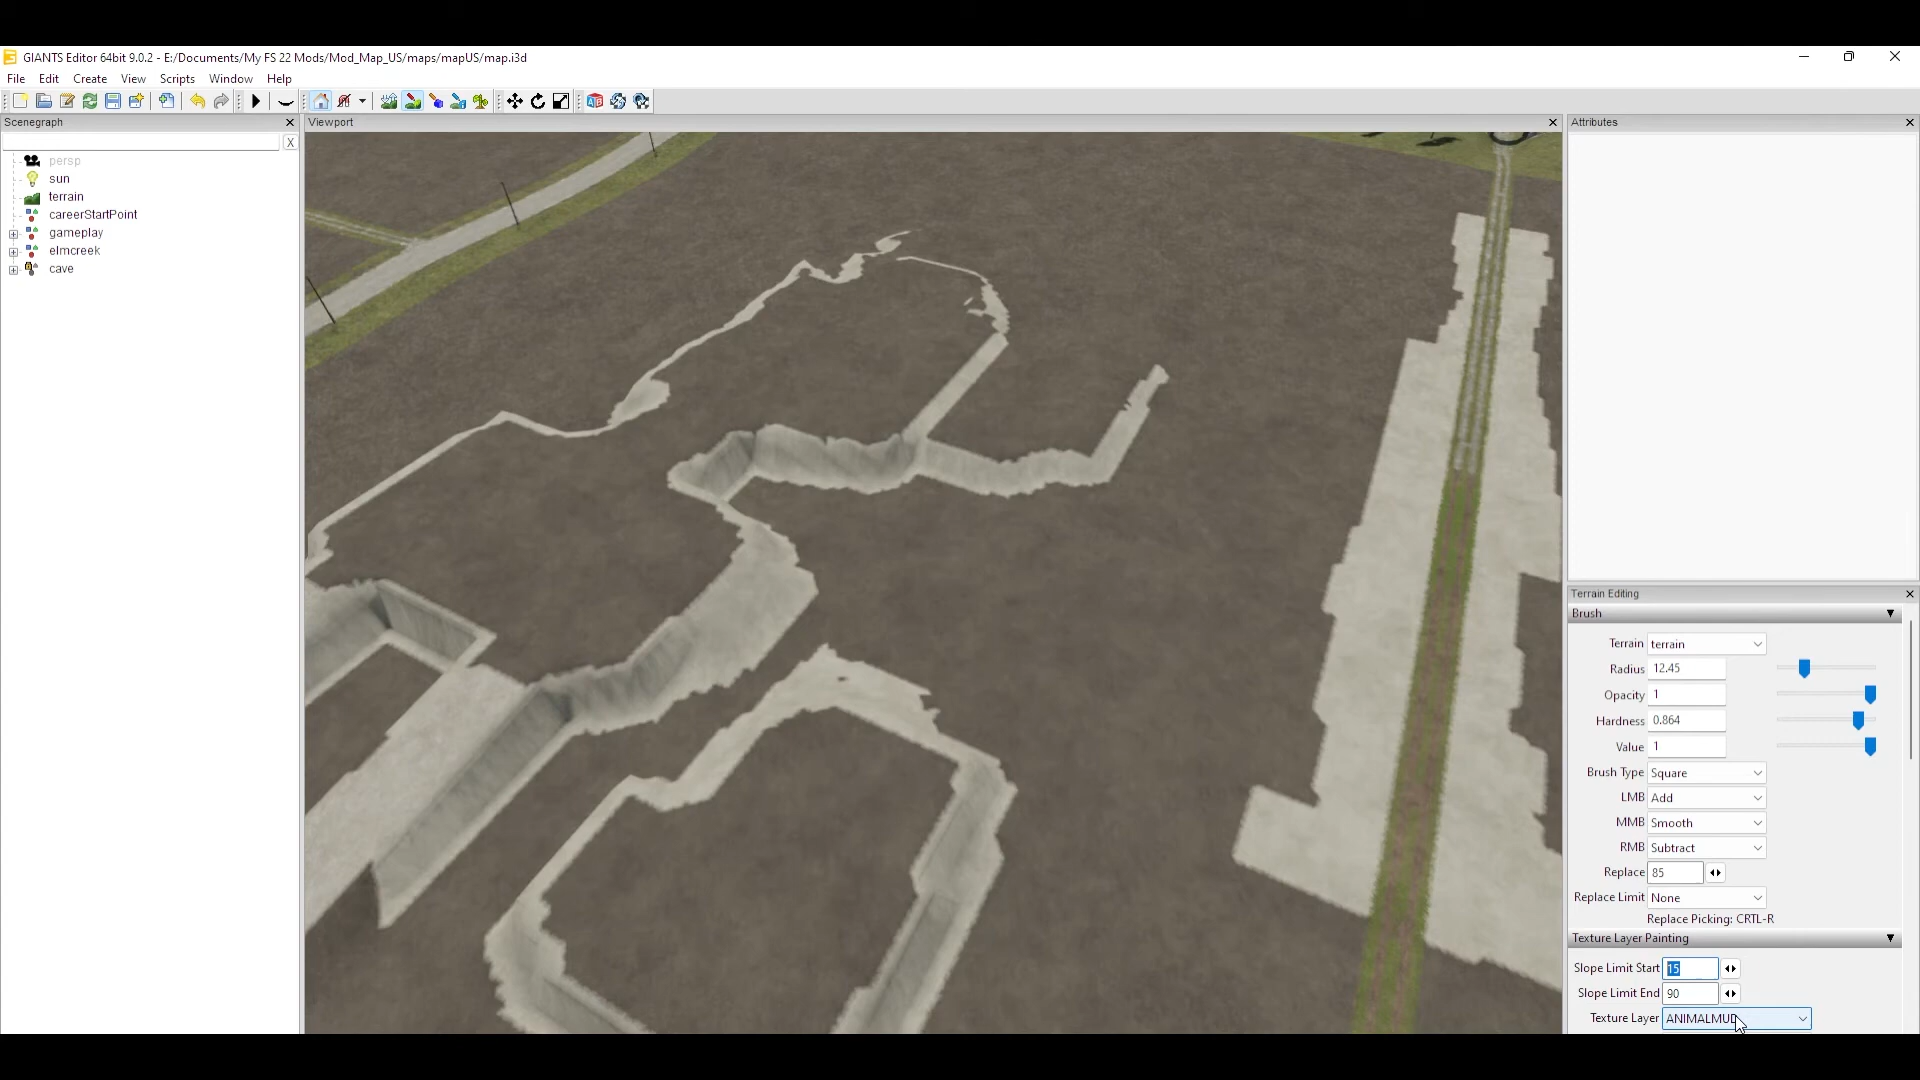 GIANTS Editor 64bit 9.0.2 - E:/Documents/My FS 22 Mods/Mod_Map_US/maps/mapUS/map.i3d
File Edit Create View Scripts Window Help
Scenegraph
X
persp
sun
terrain
careerStartPoint
gameplay
elmcreek
cave
Viewport
Attributes
Terrain Editing
Brush
Terrain terrain
Radius 12.45
Opacity 1
Hardness 0.864
Value 1
Brush Type Square
LMB Add
MMB Smooth
RMB Subtract
Replace 85
Replace Limit None
Replace Picking: CRTL-R
Texture Layer Painting
Slope Limit Start 15
Slope Limit End 90
Texture Layer ANIMALMUD